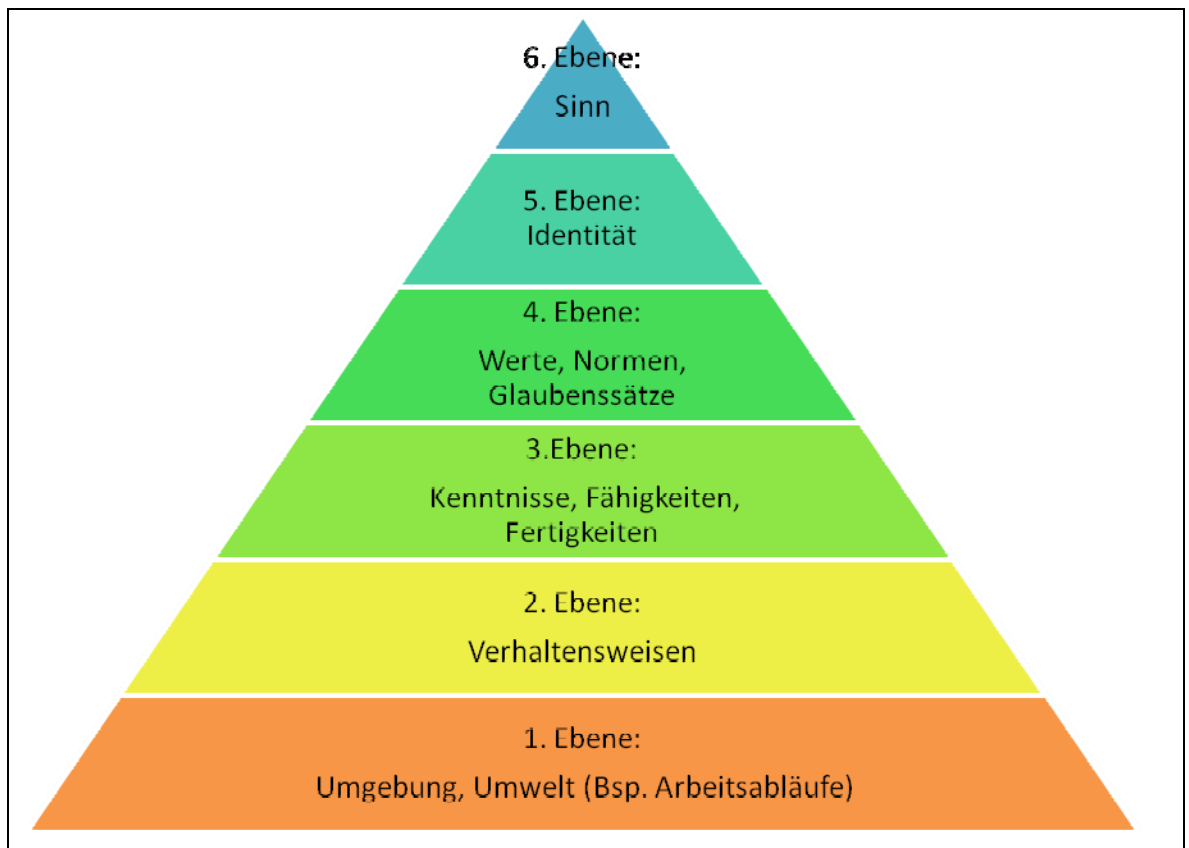 6. Ebene:
Sinn
5. Ebene:
Identität
4. Ebene:
Werte, Normen,
Glaubenssätze
3.Ebene:
Kenntnisse, Fähigkeiten,
Fertigkeiten
2. Ebene:
Verhaltensweisen
1. Ebene:
Umgebung, Umwelt (Bsp. Arbeitsabläufe)